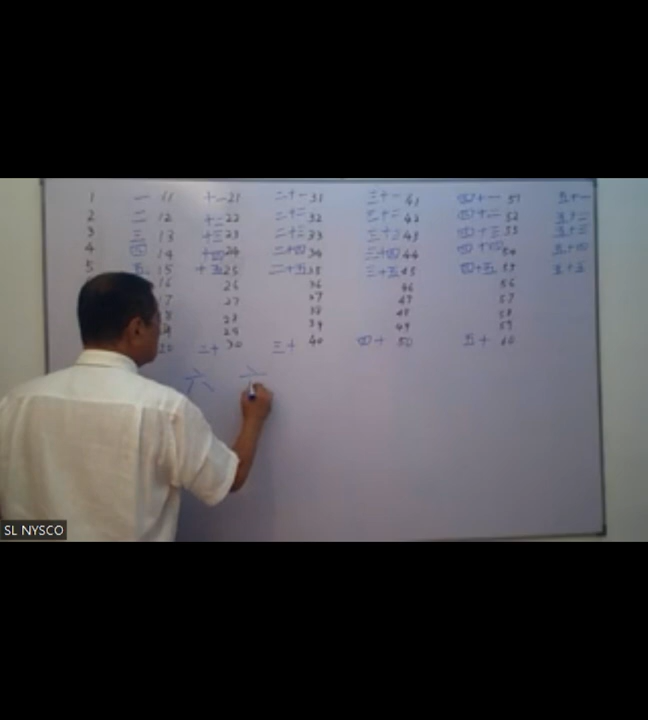 1 一 11 十一 21 二十一 31 三十一 41 四十一 51 五十一
2 二 12 十二 22 二十二 32 三十二 42 四十二 52 五十二
3 三 13 十三 23 二十三 33 三十三 43 四十三 53 五十三
4 四 14 十四 24 二十四 34 三十四 44 四十四 54 五十四
5 五 15 十五 25 二十五 35 三十五 45 四十五 55 五十五
16 26 36 46 56
17 27 37 47 57
18 28 38 48 58
19 29 39 49 59
20 二十 30 三十 40 四十 50 五十 60
六
SL NYSCO